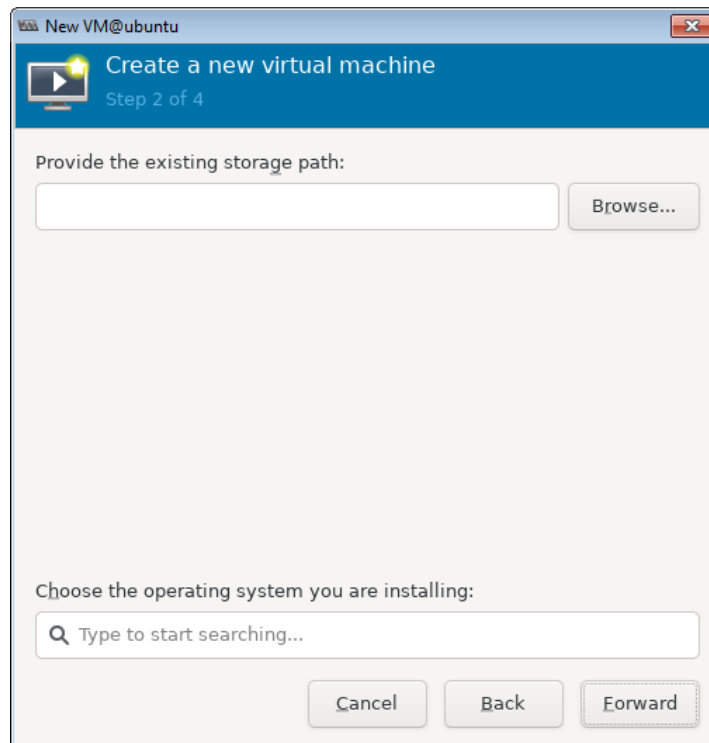 New VM@ubuntu
Create a new virtual machine
Step 2 of 4
Provide the existing storage path:
Browse...
Choose the operating system you are installing:
Type to start searching...
Cancel Back Forward